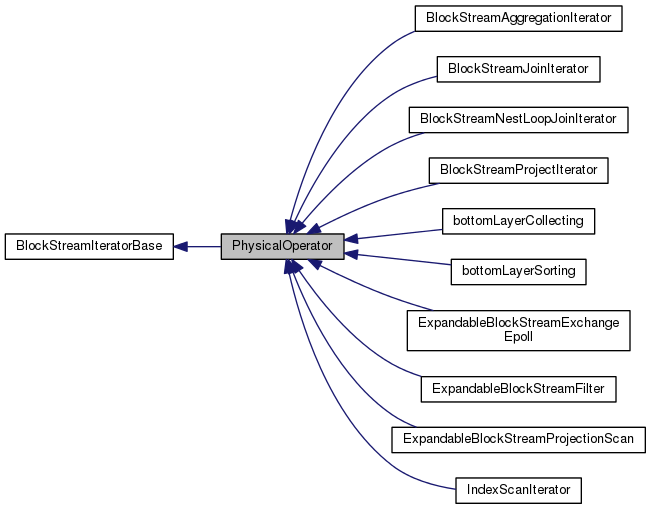 BlockStreamAggregationIterator
BlockStreamJoinIterator
BlockStreamNestLoopJoinIterator
BlockStreamProjectIterator
bottomLayerCollecting
BlockStreamIteratorBase
PhysicalOperator
bottomLayerSorting
ExpandableBlockStreamExchange
Epoll
ExpandableBlockStreamFilter
ExpandableBlockStreamProjectionScan
IndexScanIterator